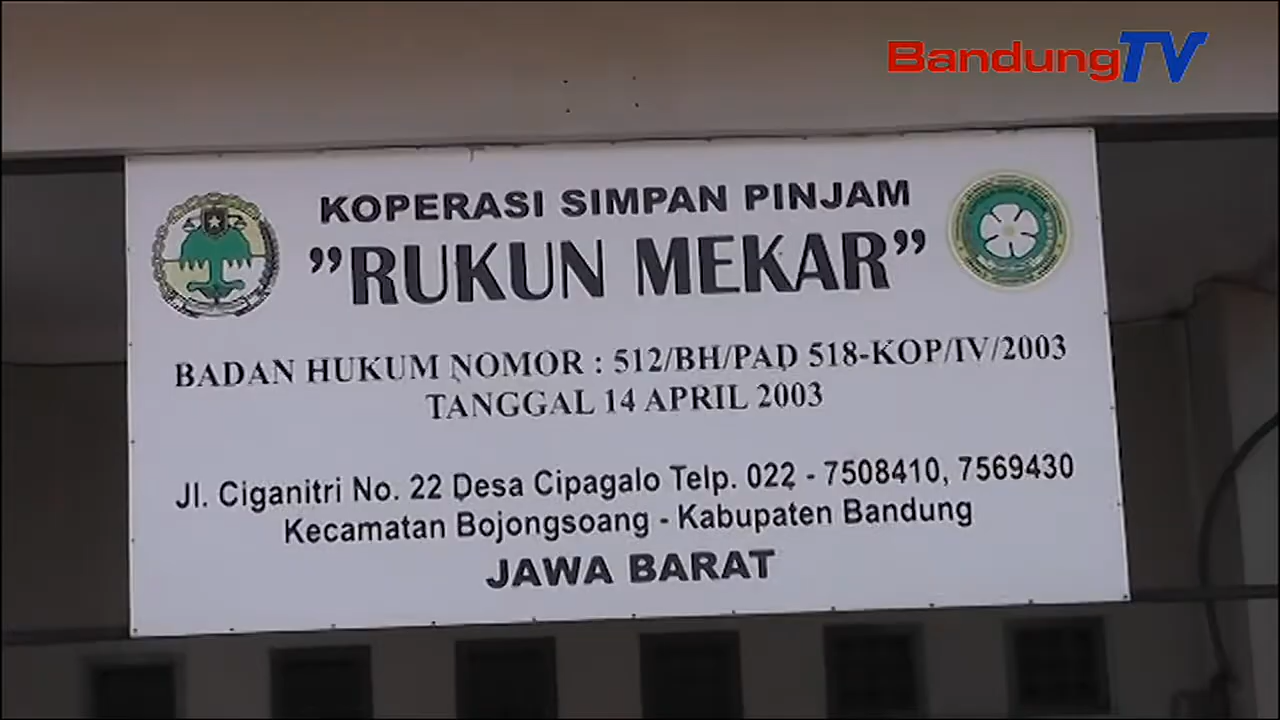 BandungTV
KOPERASI SIMPAN PINJAM
"RUKUN MEKAR"
BADAN HUKUM NOMOR : 512/BH/PAD 518-KOP/IV/2003
TANGGAL 14 APRIL 2003
Jl. Ciganitri No. 22 Desa Cipagalo Telp. 022 - 7508410, 7569430
Kecamatan Bojongsoang - Kabupaten Bandung
JAWA BARAT